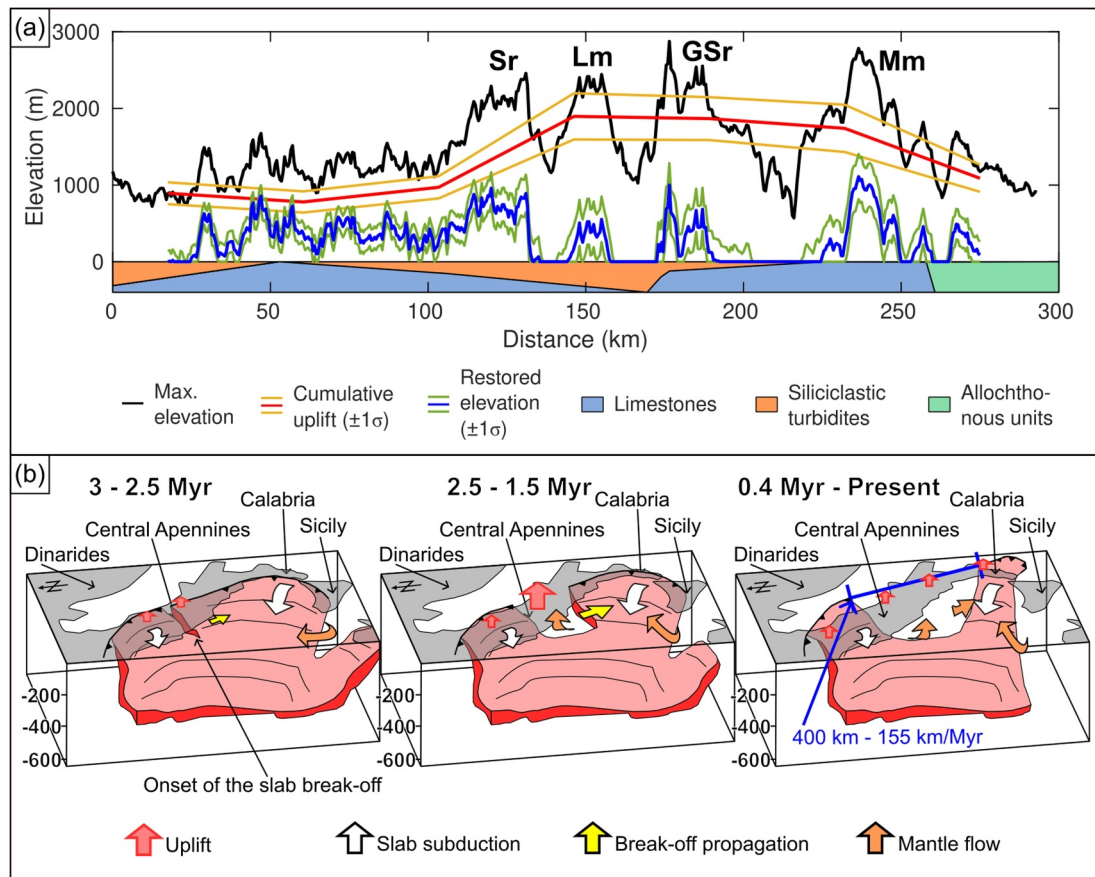 (a)
3000
2000
1000
0
Elevation (m)
Sr
Lm
GSr
Mm
0
50
100
150
200
250
300
Distance (km)
Max.
elevation
Cumulative
uplift (±1σ)
Restored
elevation
(±1σ)
Limestones
Siliciclastic
turbidites
Allochtho-
nous units
(b)
3 - 2.5 Myr
Calabria
Central Apennines
Sicily
Dinarides
N
-200
-400
-600
Onset of the slab break-off
2.5 - 1.5 Myr
Calabria
Central Apennines
Sicily
Dinarides
N
-200
-400
-600
0.4 Myr - Present
Calabria
Central Apennines
Sicily
Dinarides
N
-200
-400
-600
400 km - 155 km/Myr
Uplift
Slab subduction
Break-off propagation
Mantle flow